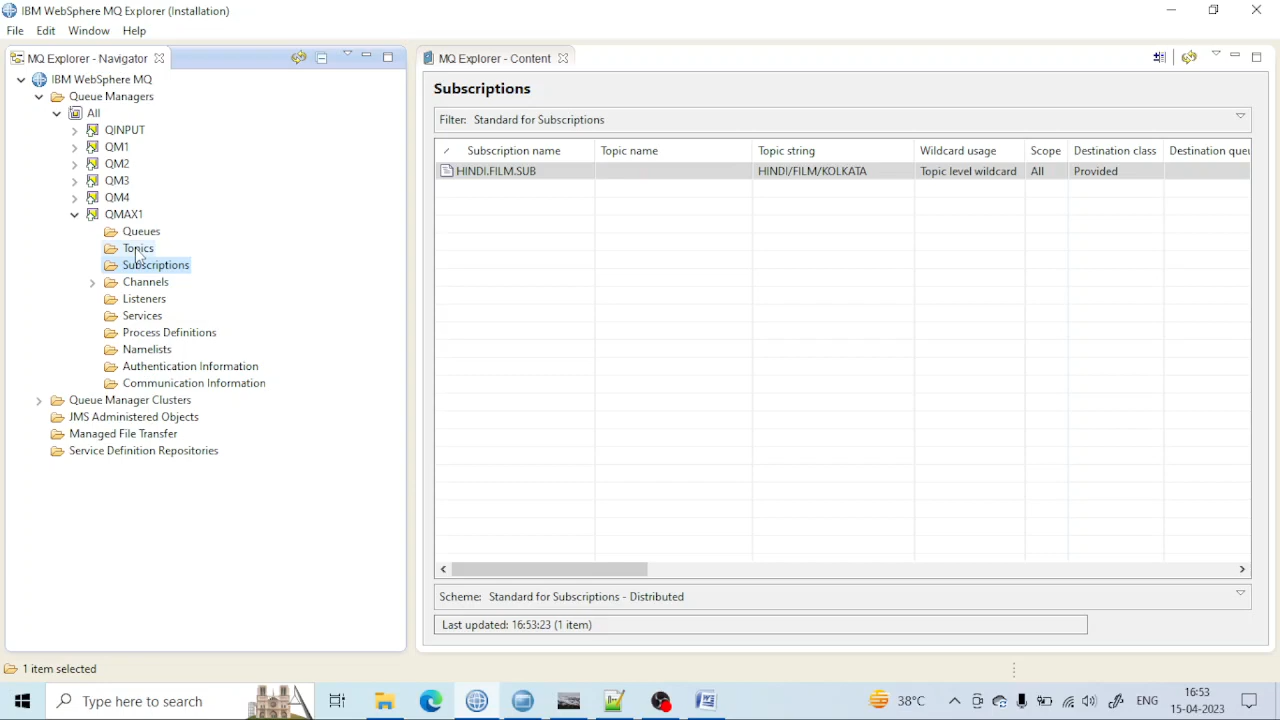 IBM WebSphere MQ Explorer (Installation)
File Edit Window Help
MQ Explorer - Navigator
IBM WebSphere MQ
Queue Managers
All
QINPUT
QM1
QM2
QM3
QM4
QMAX1
Queues
Topics
Subscriptions
Channels
Listeners
Services
Process Definitions
Namelists
Authentication Information
Communication Information
Queue Manager Clusters
JMS Administered Objects
Managed File Transfer
Service Definition Repositories
MQ Explorer - Content
Subscriptions
Filter: Standard for Subscriptions
Subscription name Topic name Topic string Wildcard usage Scope Destination class Destination queu
HINDI.FILM.SUB HINDI/FILM/KOLKATA Topic level wildcard All Provided
Scheme: Standard for Subscriptions - Distributed
Last updated: 16:53:23 (1 item)
1 item selected
Type here to search
38°C
ENG
16:53
15-04-2023